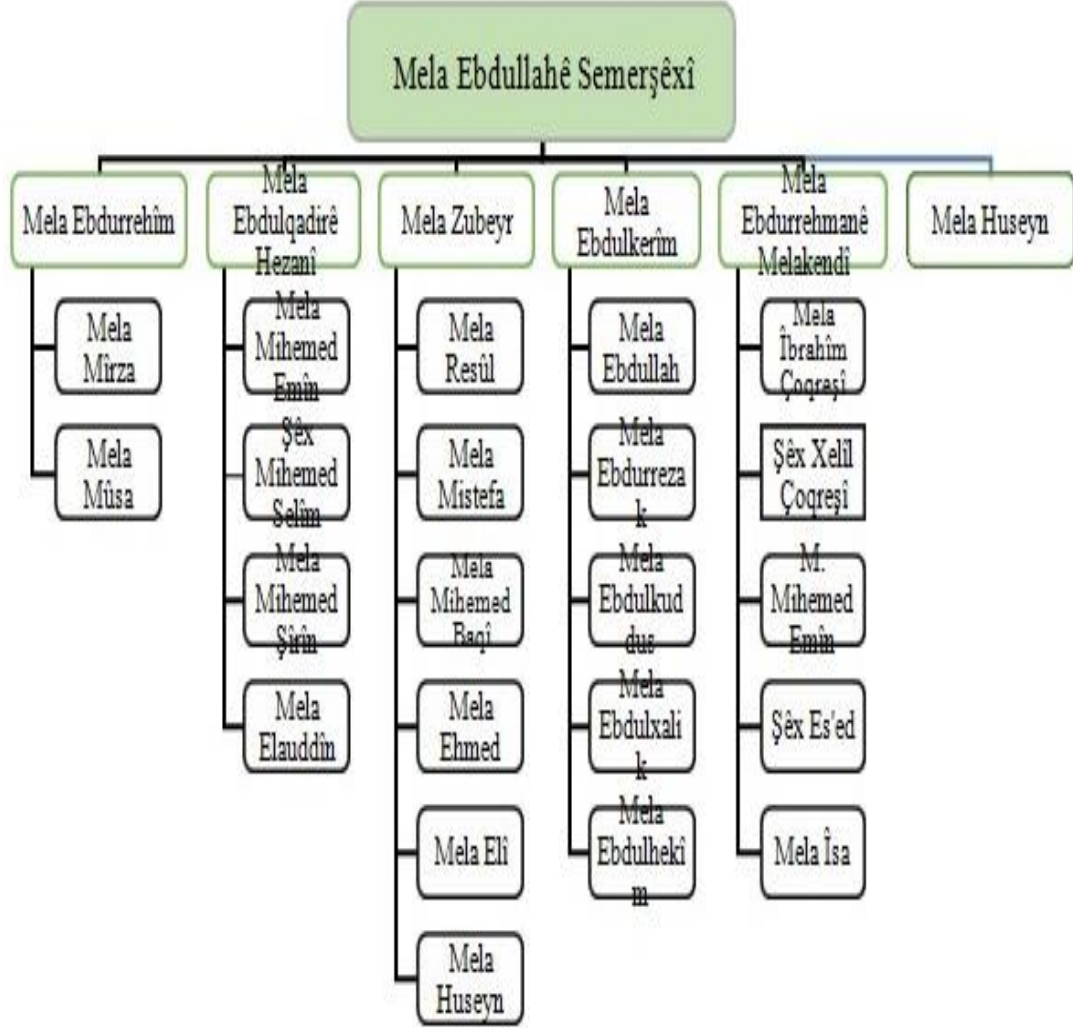 Mela Ebdullahê Semerşêxî
Mela Ebdurrehîm
Mela
Mîrza
Mela
Mûsa
Mela
Ebdulqadirê
Hezanî
Mela
Mihemed
Emîn
Şêx
Mihemed
Selîm
Mela
Mihemed
Şîrîn
Mela
Elauddîn
Mela Zubeyr
Mela
Resûl
Mela
Mistefa
Mela
Mihemed
Baqî
Mela
Ehmed
Mela Elî
Mela
Huseyn
Mela
Ebdulkerîm
Mela
Ebdullah
Mela
Ebdurreza
k
Mela
Ebdulkud
dus
Mela
Ebdulxali
k
Mela
Ebdulhekî
m
Mela
Ebdurrehmanê
Melakendî
Mela
Îbrahîm
Çoqreşî
Şêx Xelîl
Çoqreşî
M.
Mihemed
Emîn
Şêx Es'ed
Mela Îsa
Mela Huseyn